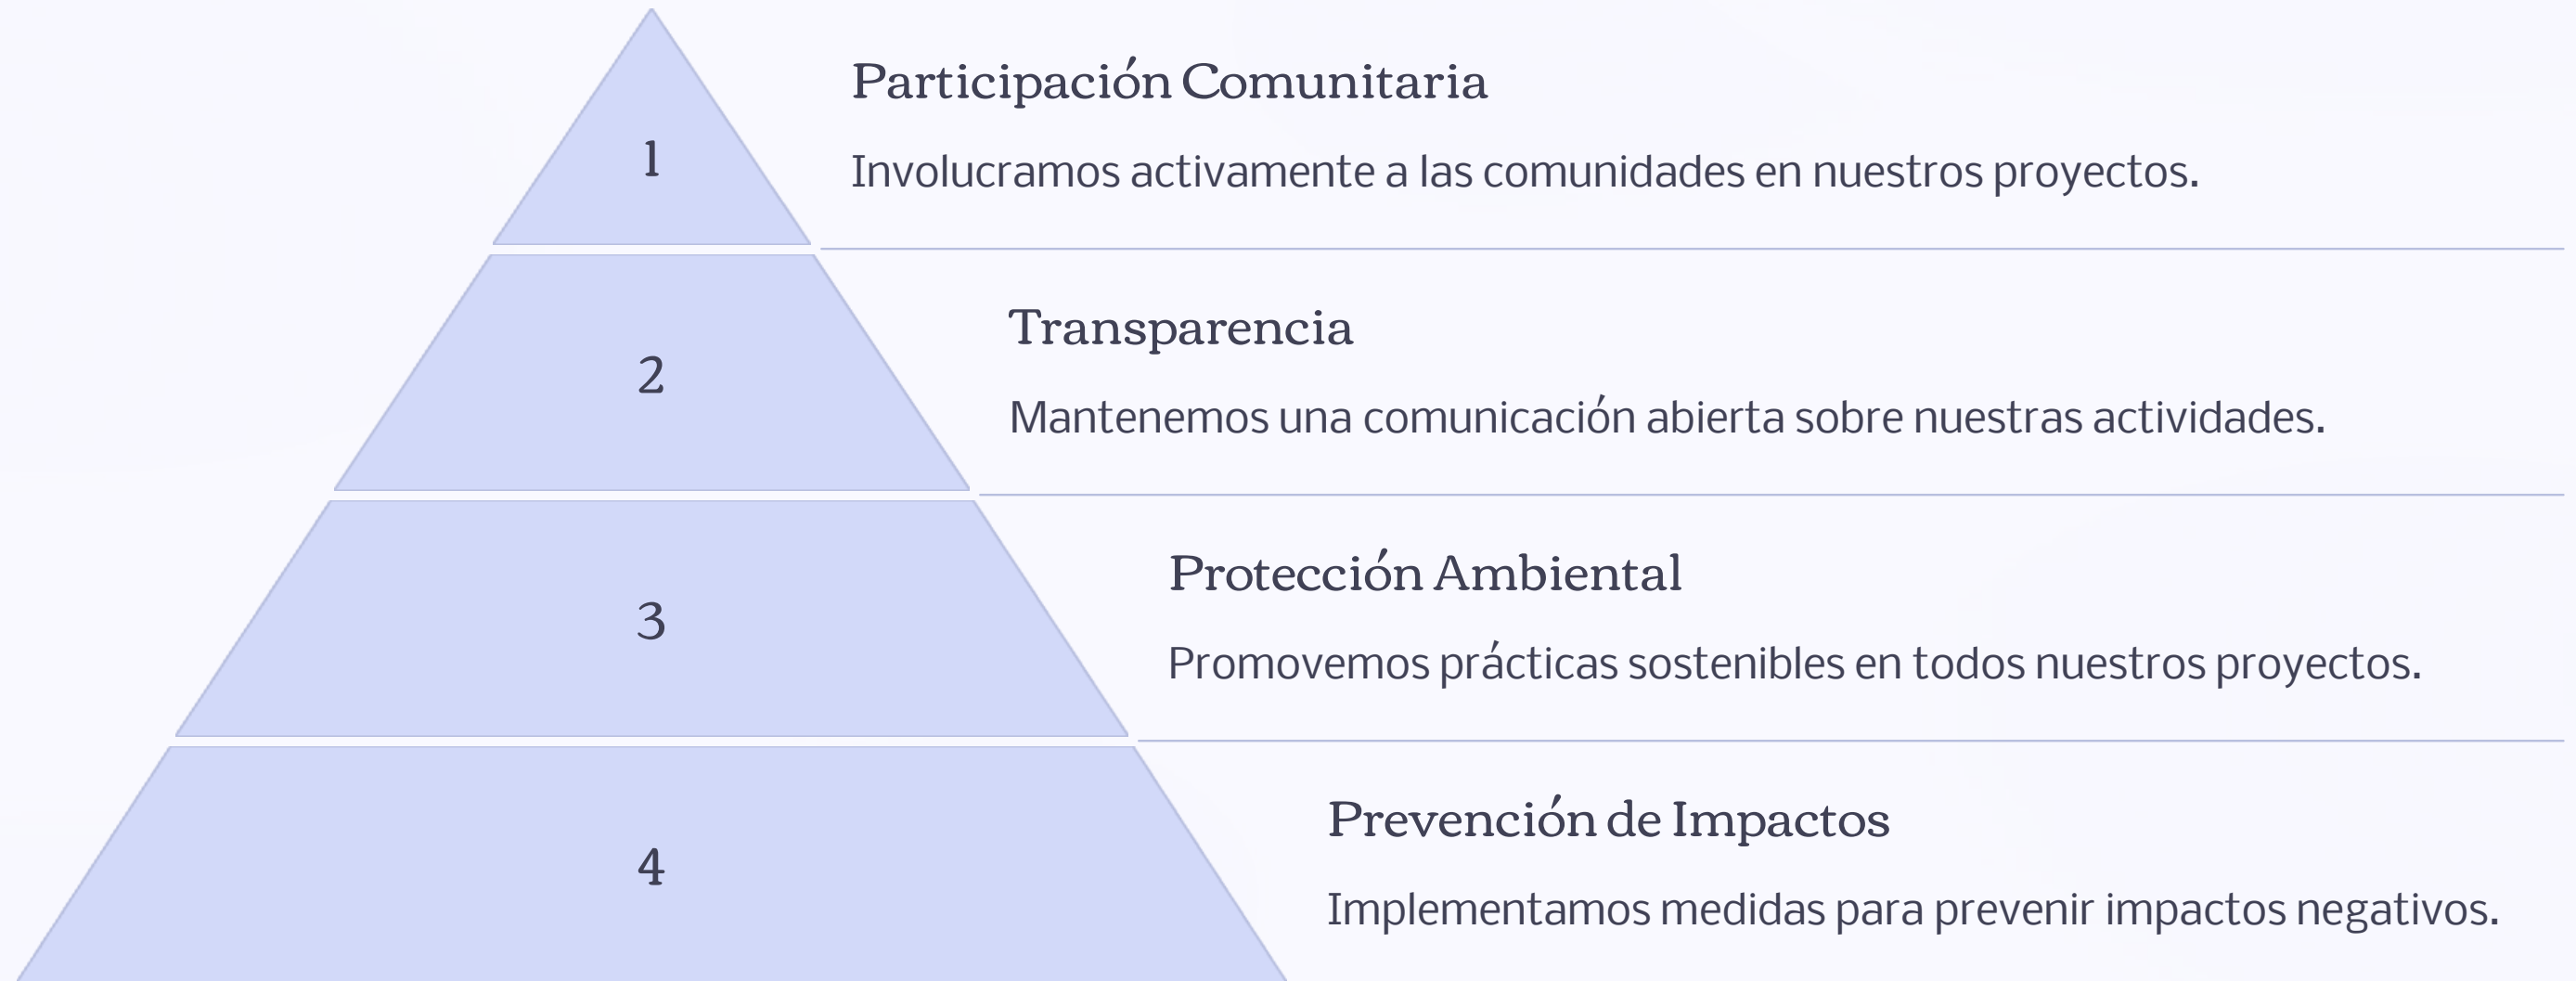 1
Participación Comunitaria
Involucramos activamente a las comunidades en nuestros proyectos.
2
Transparencia
Mantenemos una comunicación abierta sobre nuestras actividades.
3
Protección Ambiental
Promovemos prácticas sostenibles en todos nuestros proyectos.
4
Prevención de Impactos
Implementamos medidas para prevenir impactos negativos.